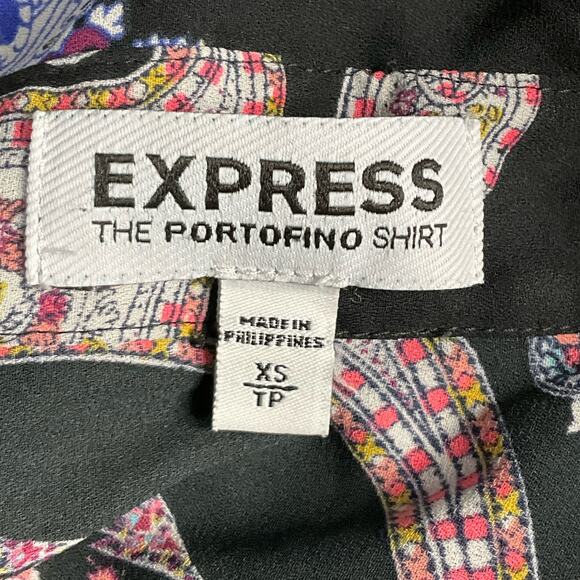 EXPRESS
THE PORTOFINO SHIRT
MADE IN
PHILIPPINES
XS
TP